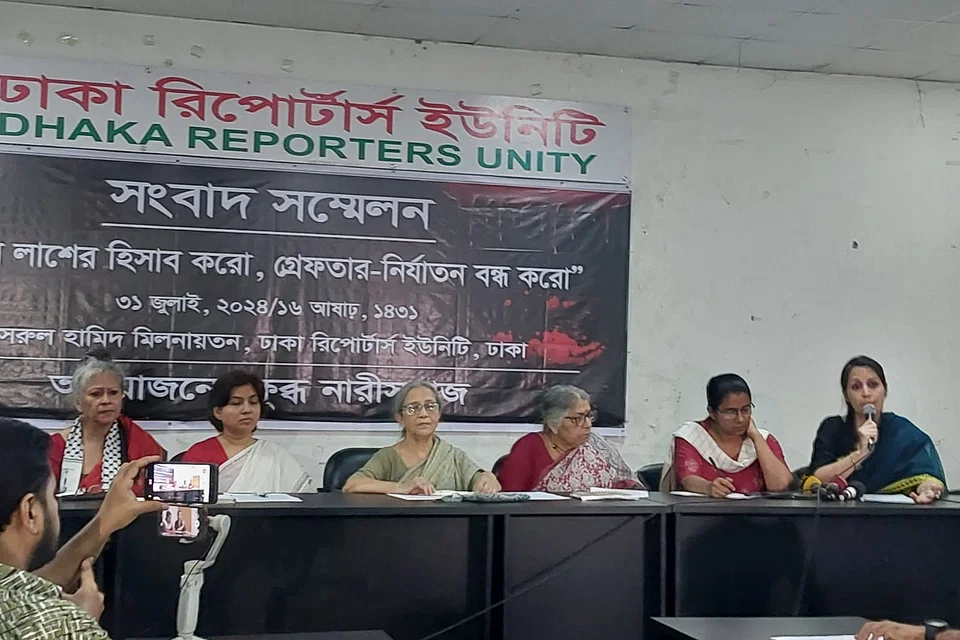 ঢাকা রিপোর্টার্স ইউনিটি
DHAKA REPORTERS UNITY
সংবাদ সম্মেলন
লাশের হিসাব করো, গ্রেফতার-নির্যাতন বন্ধ করো”
৩১ জুলাই, ২০২৪/১৬ আষাঢ়, ১৪৩১
হামিদ মিলনায়তন, ঢাকা রিপোর্টার্স ইউনিটি, ঢাকা